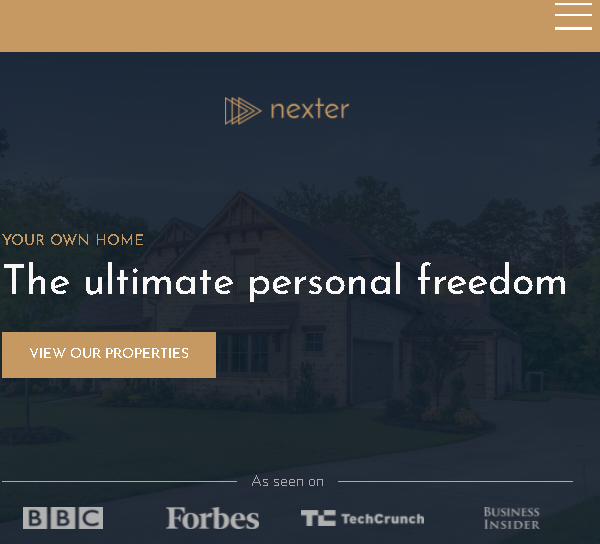 nexter
YOUR OWN HOME
The ultimate personal freedom
VIEW OUR PROPERTIES
As seen on
BBC Forbes TechCrunch BUSINESS
INSIDER